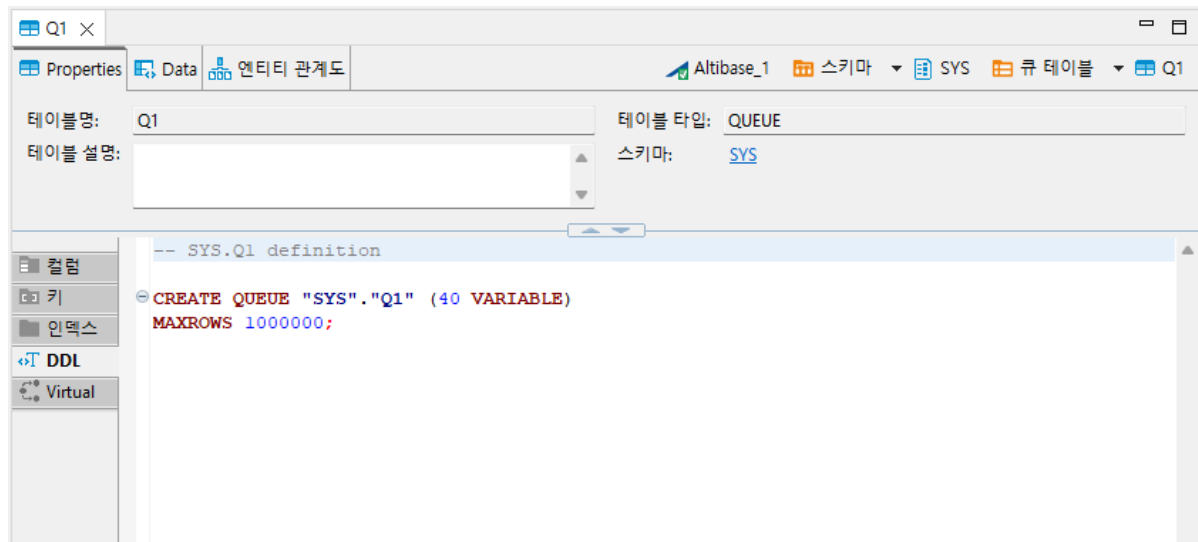 Q1
Properties Data 엔티티 관계도 Altibase_1 스키마 SYS 큐 테이블 Q1
테이블명: Q1 테이블 타입: QUEUE
테이블 설명: 스키마: SYS
-- SYS.Q1 definition
컬럼
키 CREATE QUEUE "SYS"."Q1" (40 VARIABLE)
인덱스 MAXROWS 1000000;
DDL
Virtual